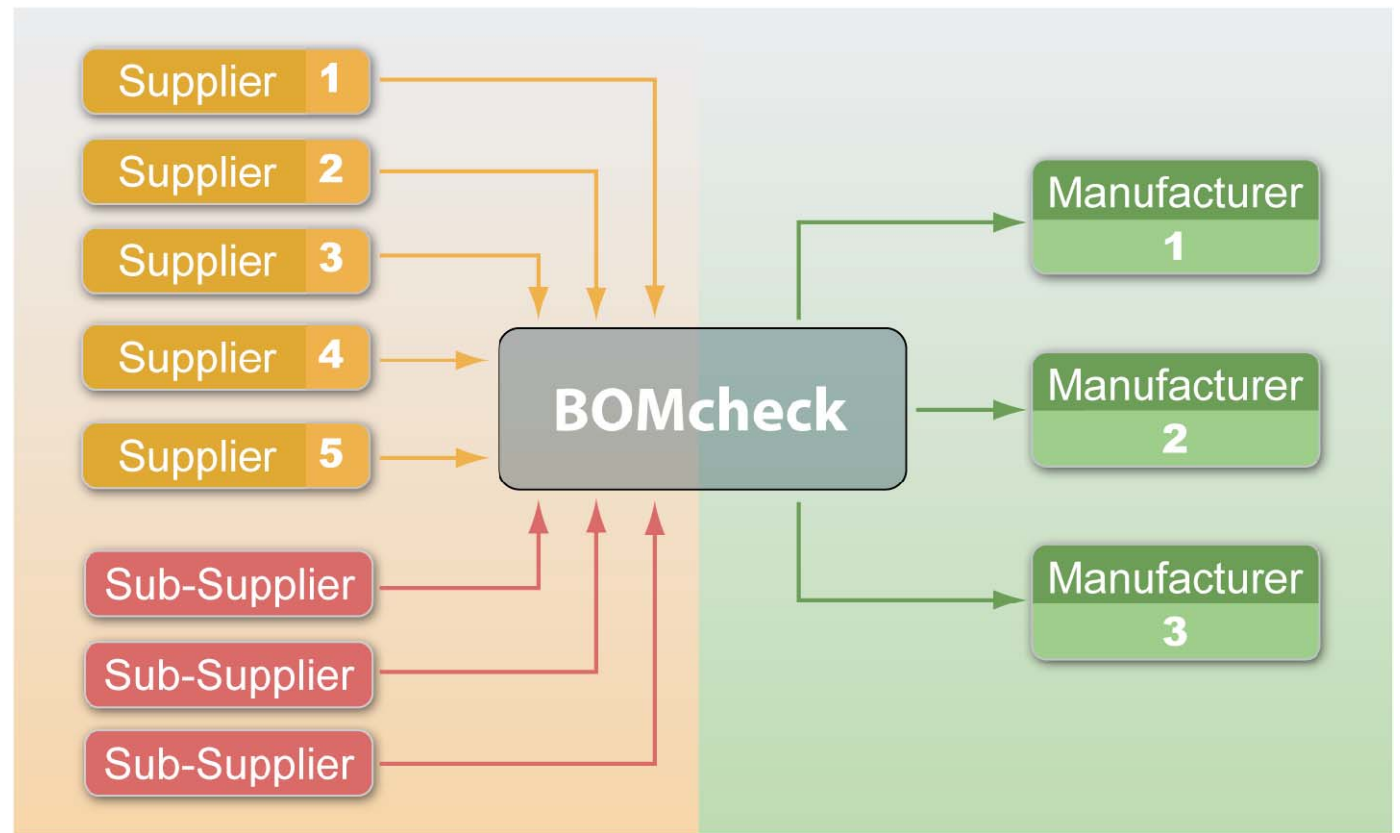 Supplier 1
Supplier 2
Supplier 3
Supplier 4
Supplier 5
Sub-Supplier
Sub-Supplier
Sub-Supplier
BOMcheck
Manufacturer
1
Manufacturer
2
Manufacturer
3